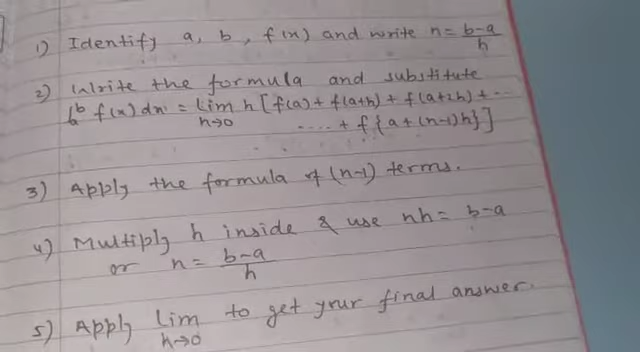 1) Identify a, b, f(x) and write n = b-a/h
2) Write the formula and substitute
∫ₐᵇ f(x) dx = lim h→0 h [f(a) + f(a+h) + f(a+2h) + ...
.... + f{a+(n-1)h}]
3) Apply the formula of (n-1) terms.
4) Multiply h inside & use nh = b-a
or n = b-a/h
5) Apply lim h→0 to get your final answer.